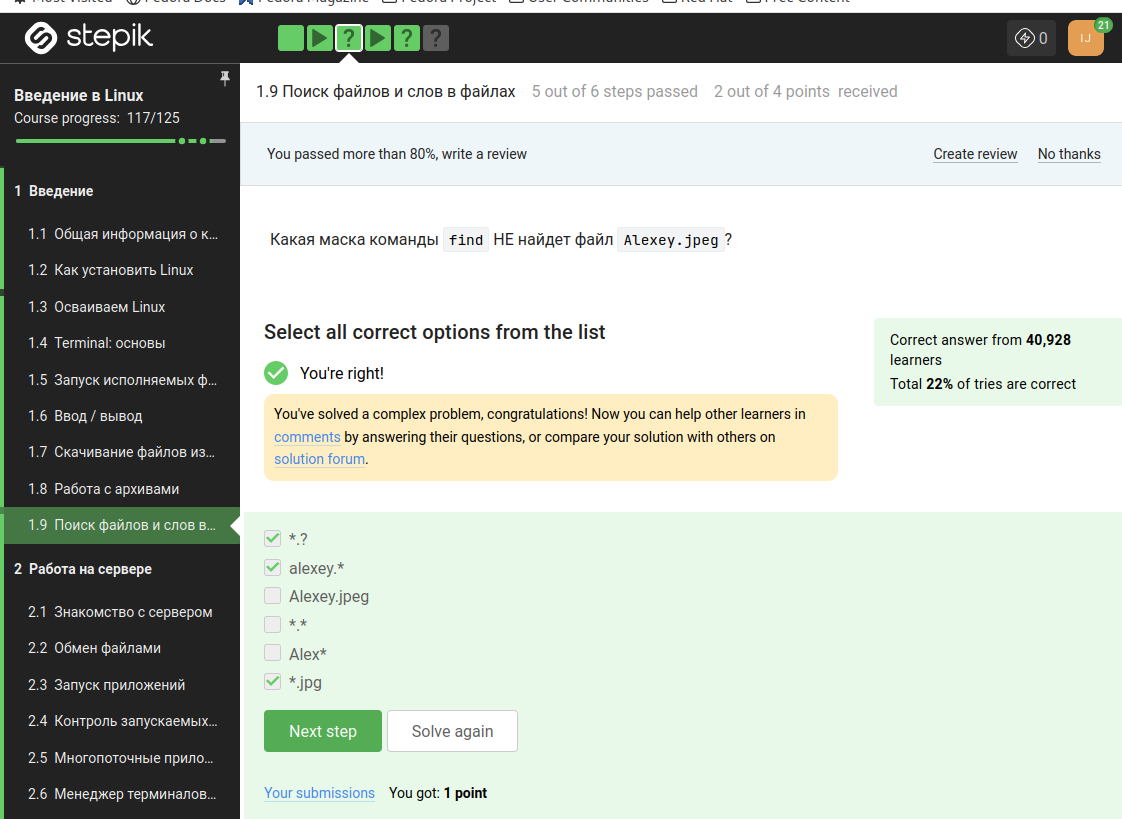 Most Visited Fedora Docs Fedora Magazine Fedora Project User Communities Red Hat Free Content
stepik
? ? ?
0
IJ
21
Введение в Linux
Course progress: 117/125
1 Введение
1.1 Общая информация о к...
1.2 Как установить Linux
1.3 Осваиваем Linux
1.4 Terminal: основы
1.5 Запуск исполняемых ф...
1.6 Ввод / вывод
1.7 Скачивание файлов из...
1.8 Работа с архивами
1.9 Поиск файлов и слов в...
2 Работа на сервере
2.1 Знакомство с сервером
2.2 Обмен файлами
2.3 Запуск приложений
2.4 Контроль запускаемых...
2.5 Многопоточные прило...
2.6 Менеджер терминалов...
1.9 Поиск файлов и слов в файлах 5 out of 6 steps passed 2 out of 4 points received
You passed more than 80%, write a review
Create review No thanks
Какая маска команды find НЕ найдет файл Alexey.jpeg?
Select all correct options from the list
You're right!
You've solved a complex problem, congratulations! Now you can help other learners in
comments by answering their questions, or compare your solution with others on
solution forum.
Correct answer from 40,928
learners
Total 22% of tries are correct
*.?
alexey.*
Alexey.jpeg
*.*
Alex*
*.jpg
Next step
Solve again
Your submissions You got: 1 point